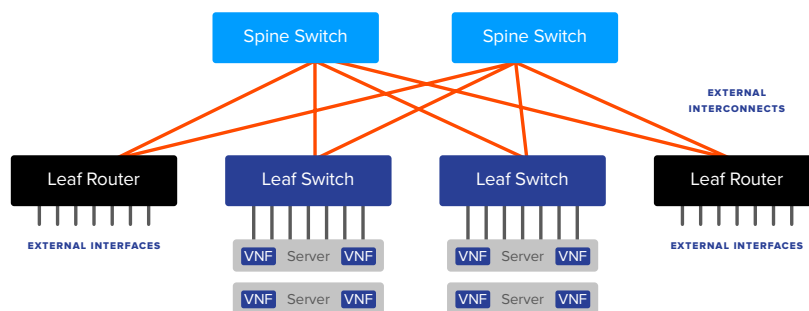 Spine Switch
Spine Switch
EXTERNAL
INTERCONNECTS
Leaf Router
Leaf Switch
Leaf Switch
Leaf Router
EXTERNAL INTERFACES
EXTERNAL INTERFACES
VNF Server VNF
VNF Server VNF
VNF Server VNF
VNF Server VNF